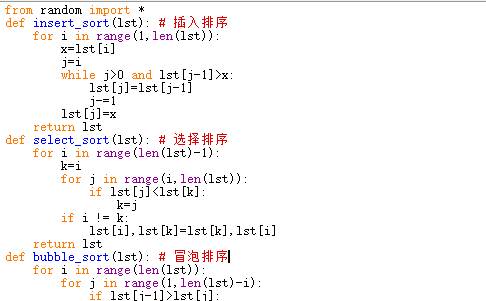 from random import *
def insert_sort(lst): # 插入排序
    for i in range(1,len(lst)):
        x=lst[i]
        j=i
        while j>0 and lst[j-1]>x:
            lst[j]=lst[j-1]
            j-=1
        lst[j]=x
    return lst
def select_sort(lst): # 选择排序
    for i in range(len(lst)-1):
        k=i
        for j in range(i,len(lst)):
            if lst[j]<lst[k]:
                k=j
        if i != k:
            lst[i],lst[k]=lst[k],lst[i]
    return lst
def bubble_sort(lst): # 冒泡排序
    for i in range(len(lst)):
        for j in range(1,len(lst)-i):
            if lst[j-1]>lst[j]: